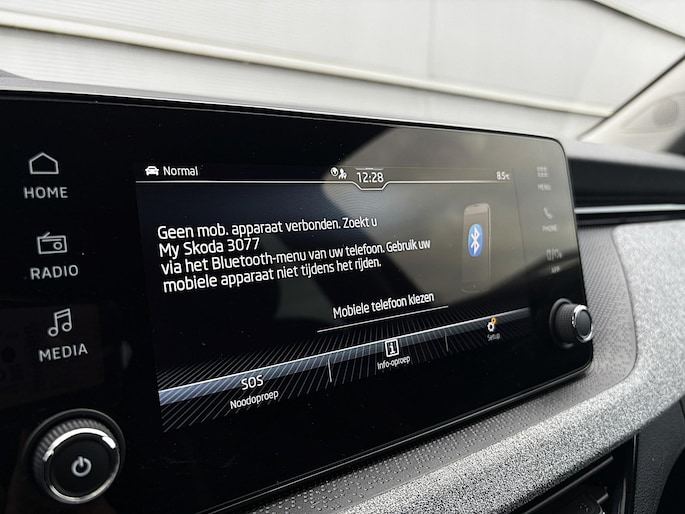 HOME
RADIO
MEDIA
Normal
12:28
8.5°C
Geen mob. apparaat verbonden. Zoekt u
My Skoda 3077
via het Bluetooth-menu van uw telefoon. Gebruik uw
mobiele apparaat niet tijdens het rijden.
Mobiele telefoon kiezen
SOS
Noodoproep
Info-oproep
Setup
MENU
PHONE
APP